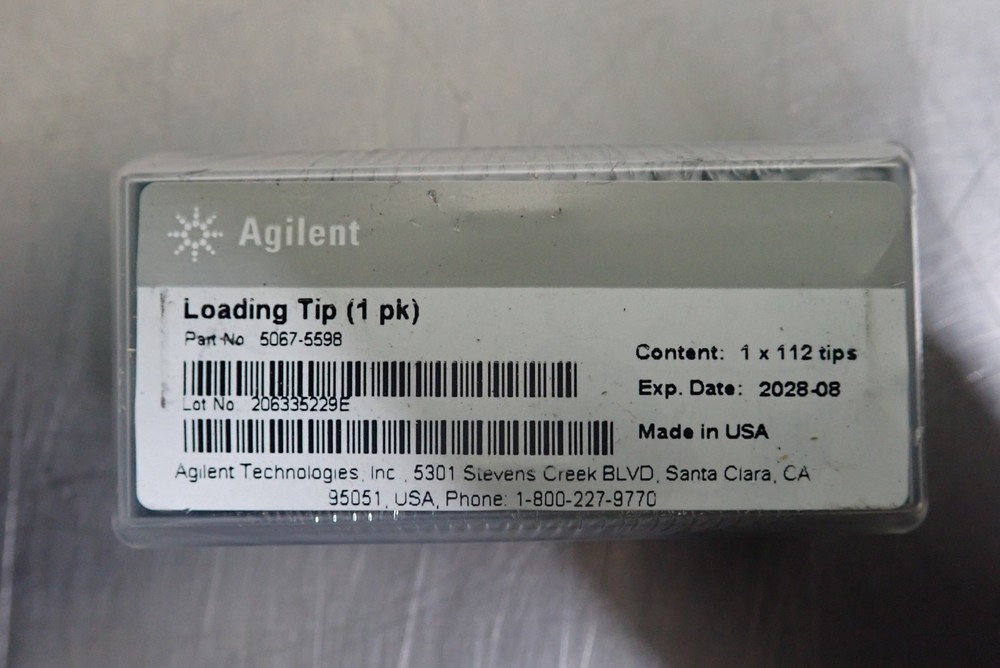 Agilent
Loading Tip (1 pk)
Part No 5067-5598
Content: 1 x 112 tips
Exp. Date: 2028-08
Lot No 206335229E
Made in USA
Agilent Technologies, Inc., 5301 Stevens Creek BLVD, Santa Clara, CA
95051, USA, Phone: 1-800-227-9770